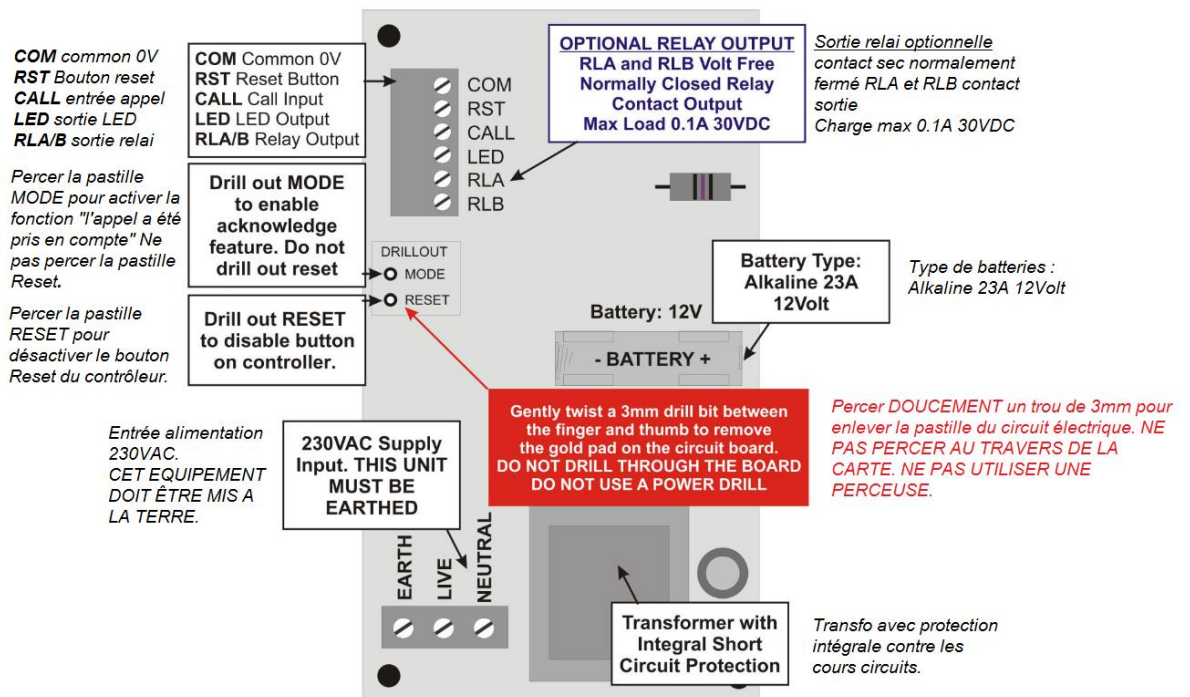 COM common 0V
RST Bouton reset
CALL entrée appel
LED sortie LED
RLA/B sortie relai
COM Common 0V
RST Reset Button
CALL Call Input
LED LED Output
RLA/B Relay Output
COM
RST
CALL
LED
RLA
RLB
OPTIONAL RELAY OUTPUT
RLA and RLB Volt Free
Normally Closed Relay
Contact Output
Max Load 0.1A 30VDC
Sortie relai optionnelle
contact sec normalement
fermé RLA et RLB contact
sortie
Charge max 0.1A 30VDC
Percer la pastille
MODE pour activer la
fonction "l'appel a été
pris en compte" Ne
pas percer la pastille
Reset.
Drill out MODE
to enable
acknowledge
feature. Do not
drill out reset
DRILLOUT
MODE
RESET
Percer la pastille
RESET pour
désactiver le bouton
Reset du contrôleur.
Drill out RESET
to disable button
on controller.
Battery Type:
Alkaline 23A
12Volt
Type de batteries :
Alkaline 23A 12Volt
Battery: 12V
- BATTERY +
Gently twist a 3mm drill bit between
the finger and thumb to remove
the gold pad on the circuit board.
DO NOT DRILL THROUGH THE BOARD
DO NOT USE A POWER DRILL
Percer DOUCEMENT un trou de 3mm pour
enlever la pastille du circuit électrique. NE
PAS PERCER AU TRAVERS DE LA
CARTE. NE PAS UTILISER UNE
PERCEUSE.
Entrée alimentation
230VAC.
CET EQUIPEMENT
DOIT ÊTRE MIS A
LA TERRE.
230VAC Supply
Input. THIS UNIT
MUST BE
EARTHED
EARTH
LIVE
NEUTRAL
Transformer with
Integral Short
Circuit Protection
Transfo avec protection
intégrale contre les
cours circuits.